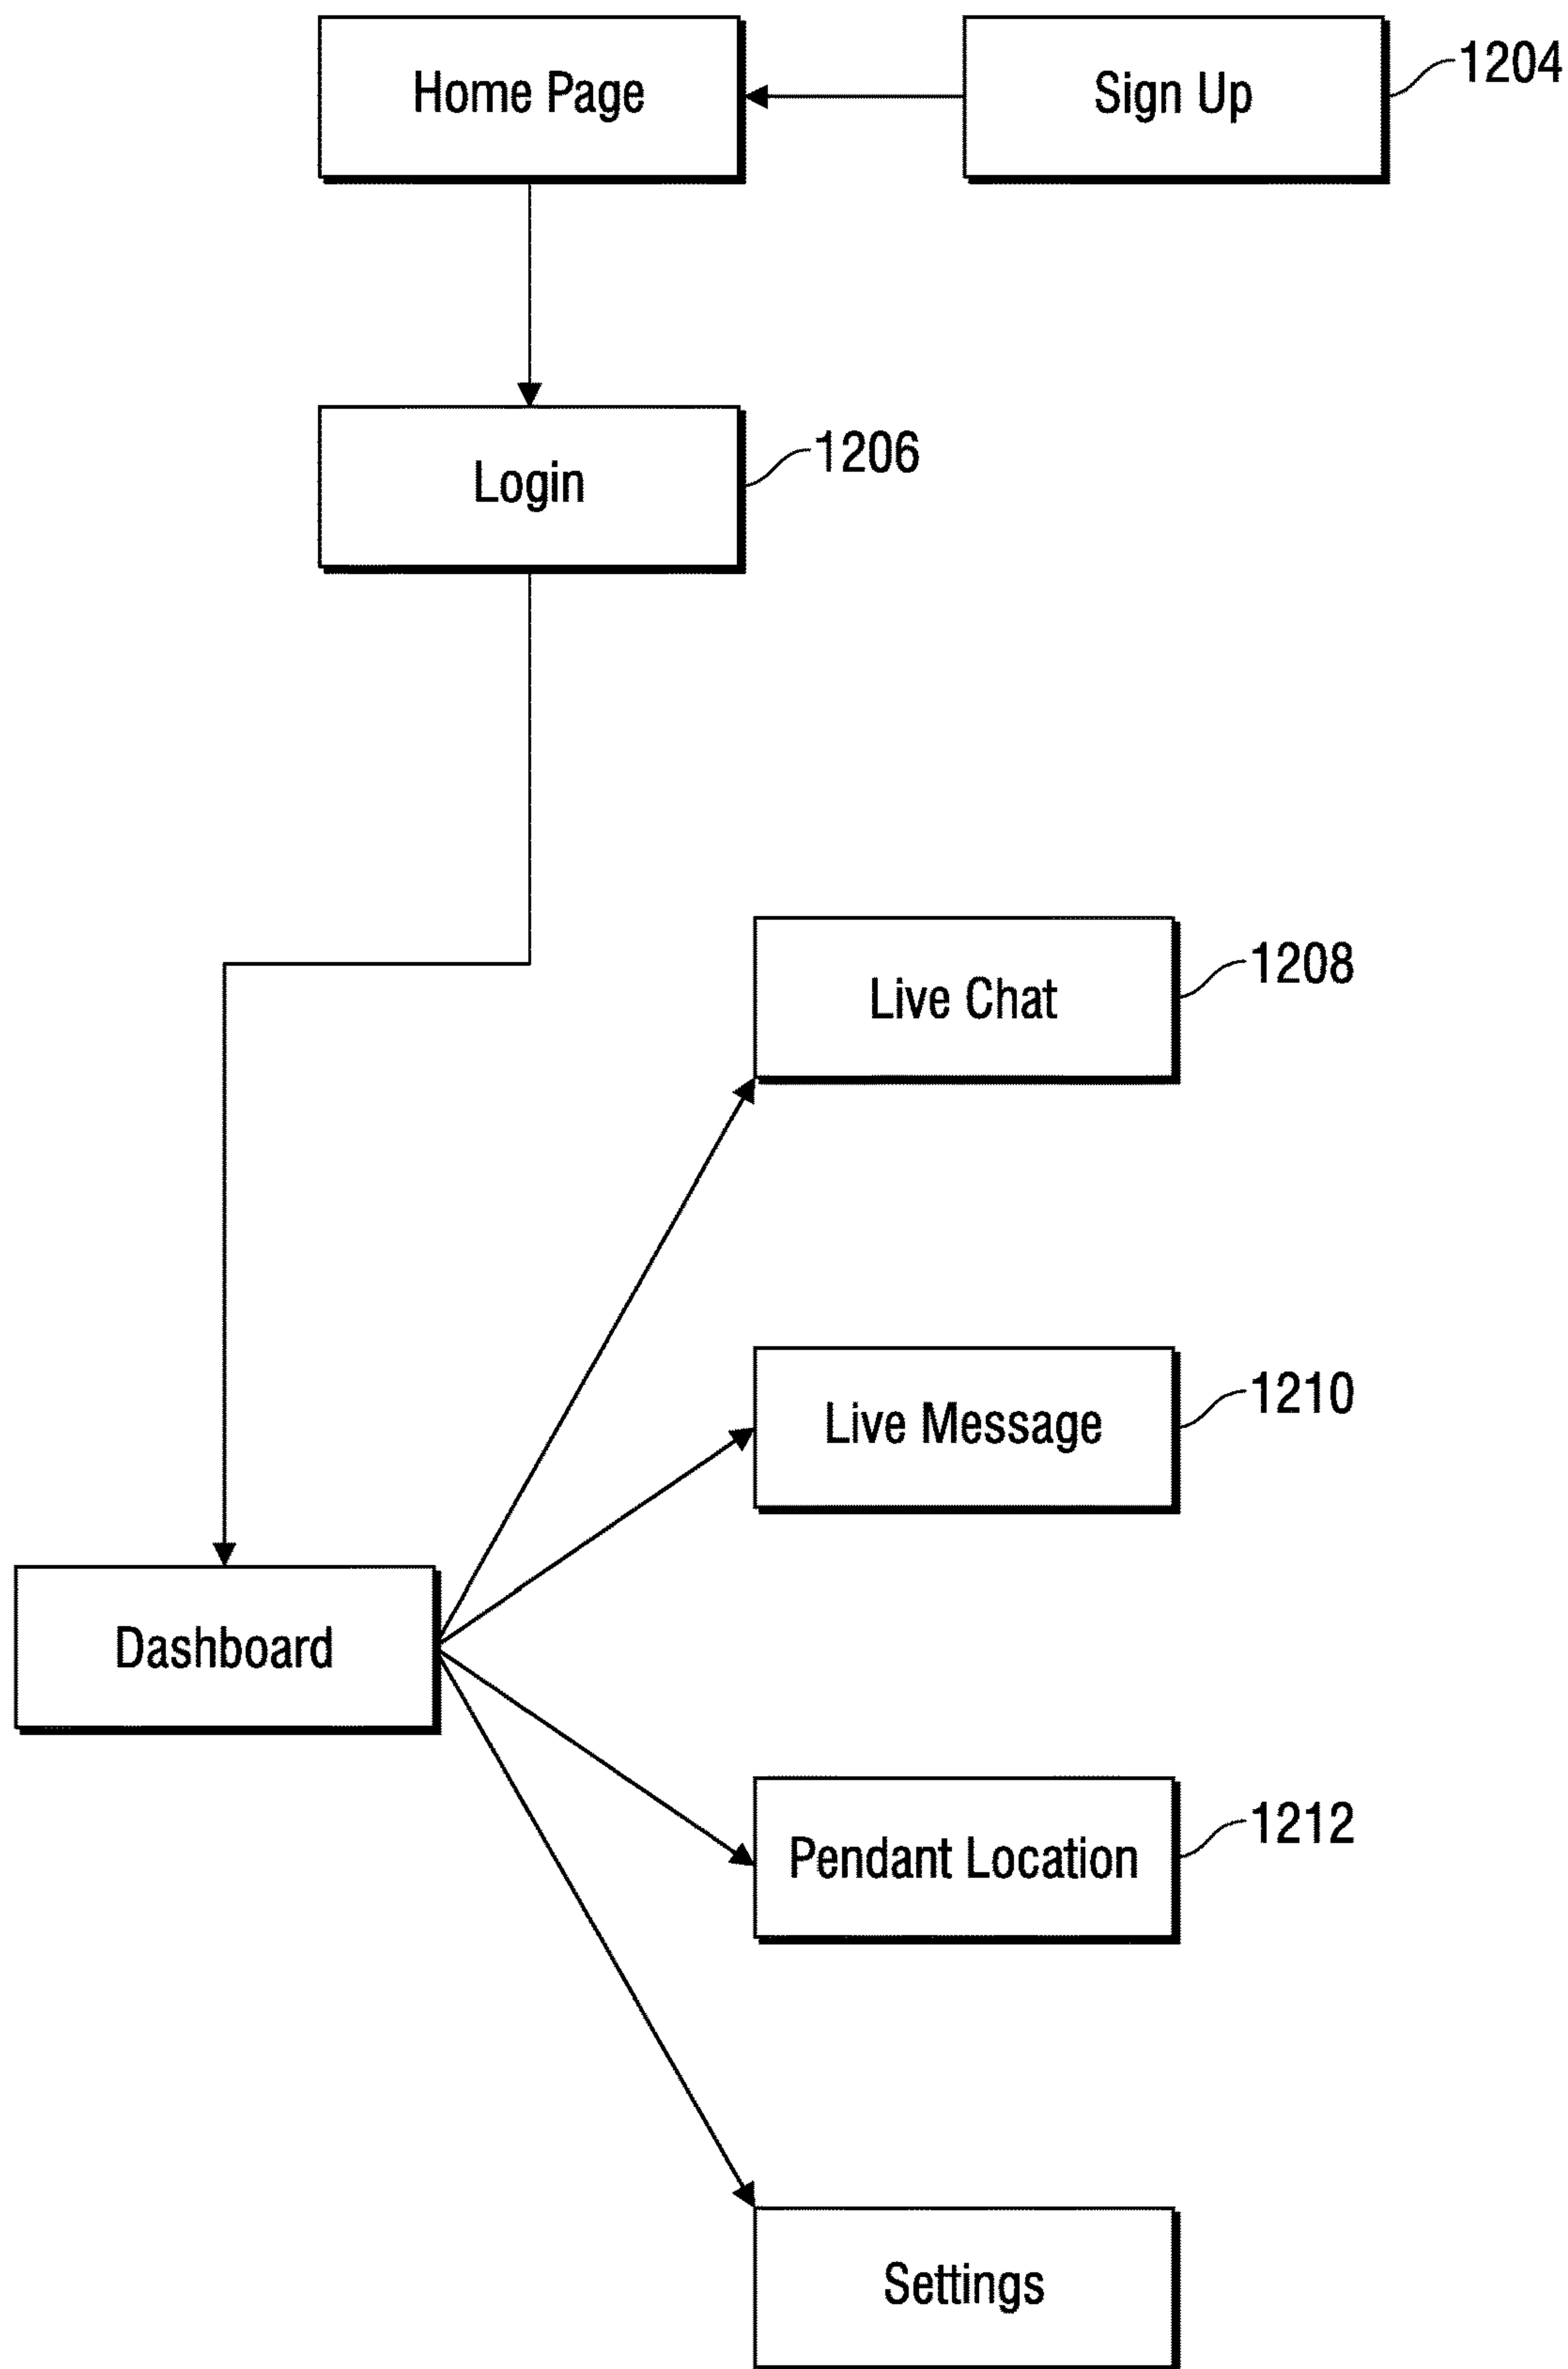 Home Page
Sign Up
1204
Login
1206
Live Chat
1208
Live Message
1210
Dashboard
Pendant Location
1212
Settings